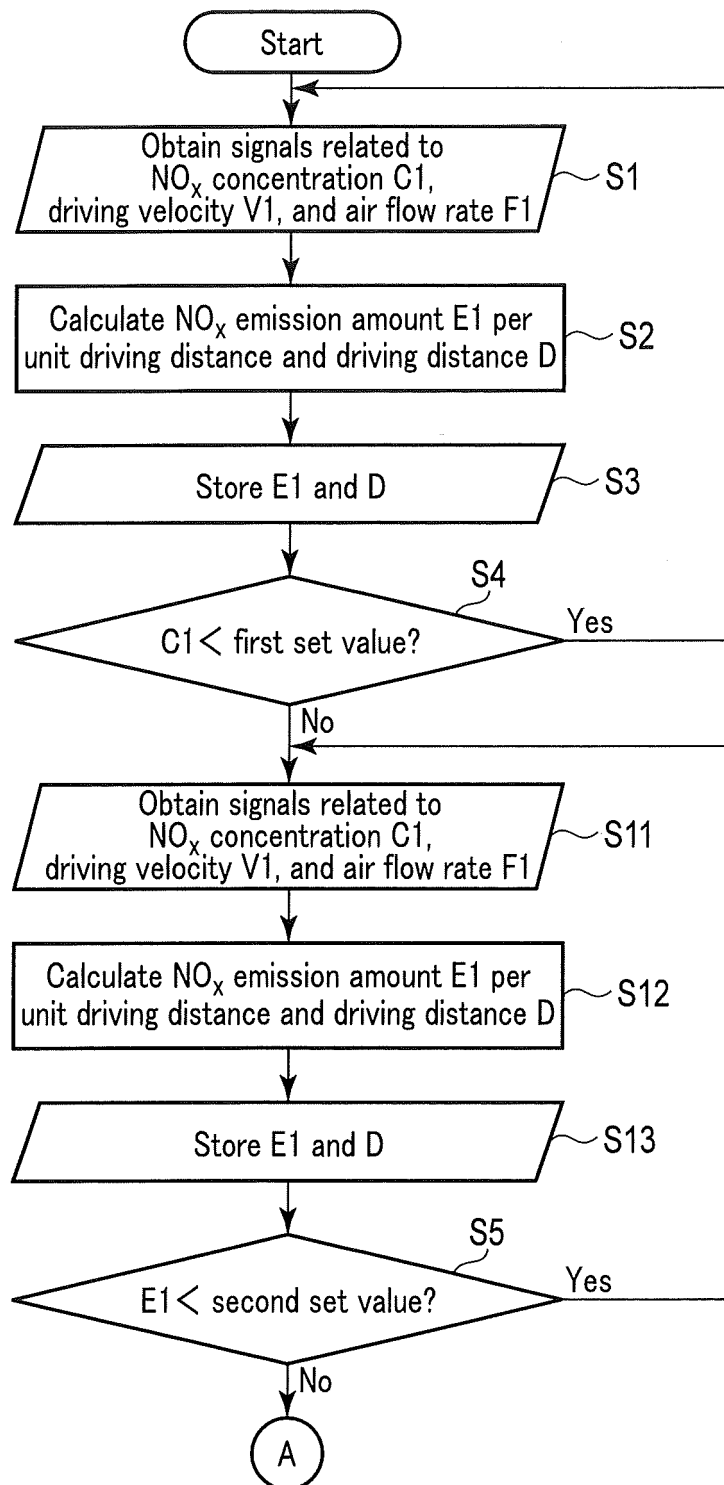 Start
Obtain signals related to
NOx concentration C1,
driving velocity V1, and air flow rate F1
S1
Calculate NOx emission amount E1 per
unit driving distance and driving distance D
S2
Store E1 and D
S3
S4
C1 < first set value?
Yes
No
Obtain signals related to
NOx concentration C1,
driving velocity V1, and air flow rate F1
S11
Calculate NOx emission amount E1 per
unit driving distance and driving distance D
S12
Store E1 and D
S13
S5
E1 < second set value?
Yes
No
A